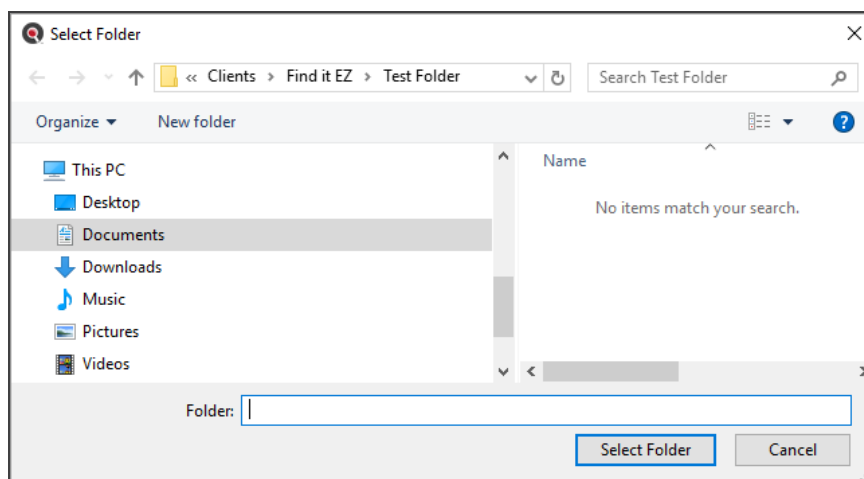 Select Folder
« Clients > Find it EZ > Test Folder
Search Test Folder
Organize
New folder
?
This PC
Desktop
Documents
Downloads
Music
Pictures
Videos
Name
No items match your search.
Folder:
Select Folder
Cancel